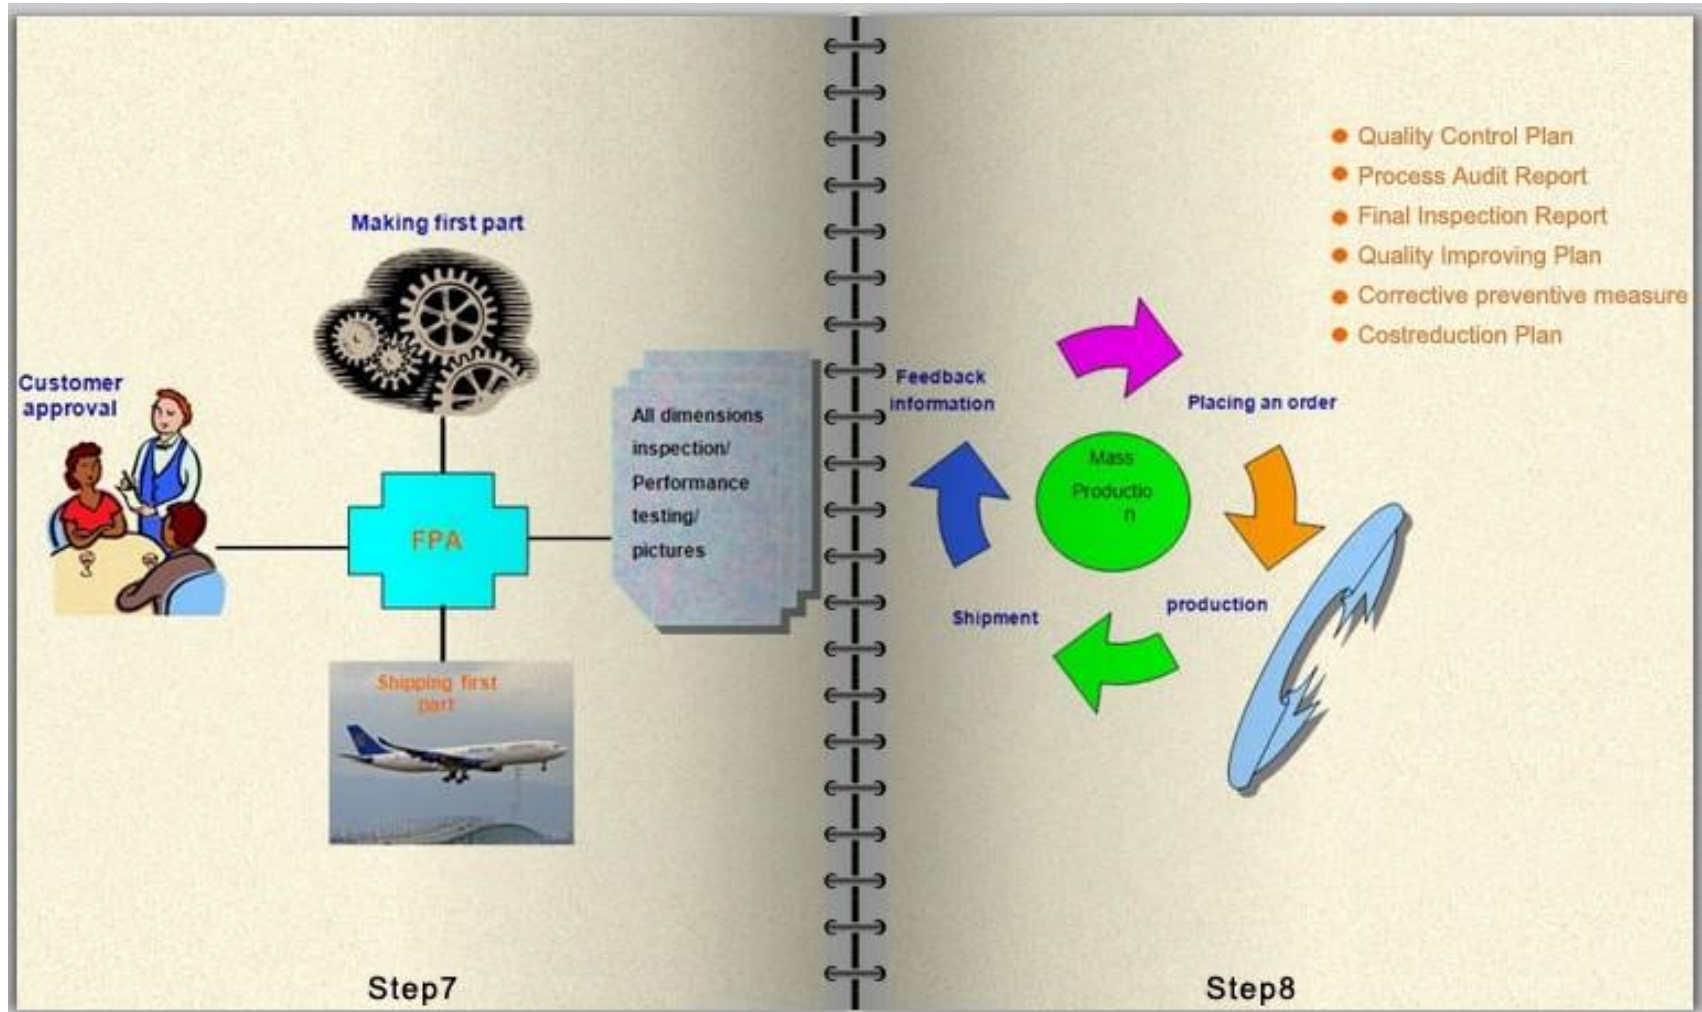 Making first part
Customer
approval
FPA
All dimensions
inspection/
Performance
testing/
pictures
Shipping first
part
Step7
Quality Control Plan
Process Audit Report
Final Inspection Report
Quality Improving Plan
Corrective preventive measure
Costreduction Plan
Feedback
information
Placing an order
Mass
Productio
n
production
Shipment
Step8